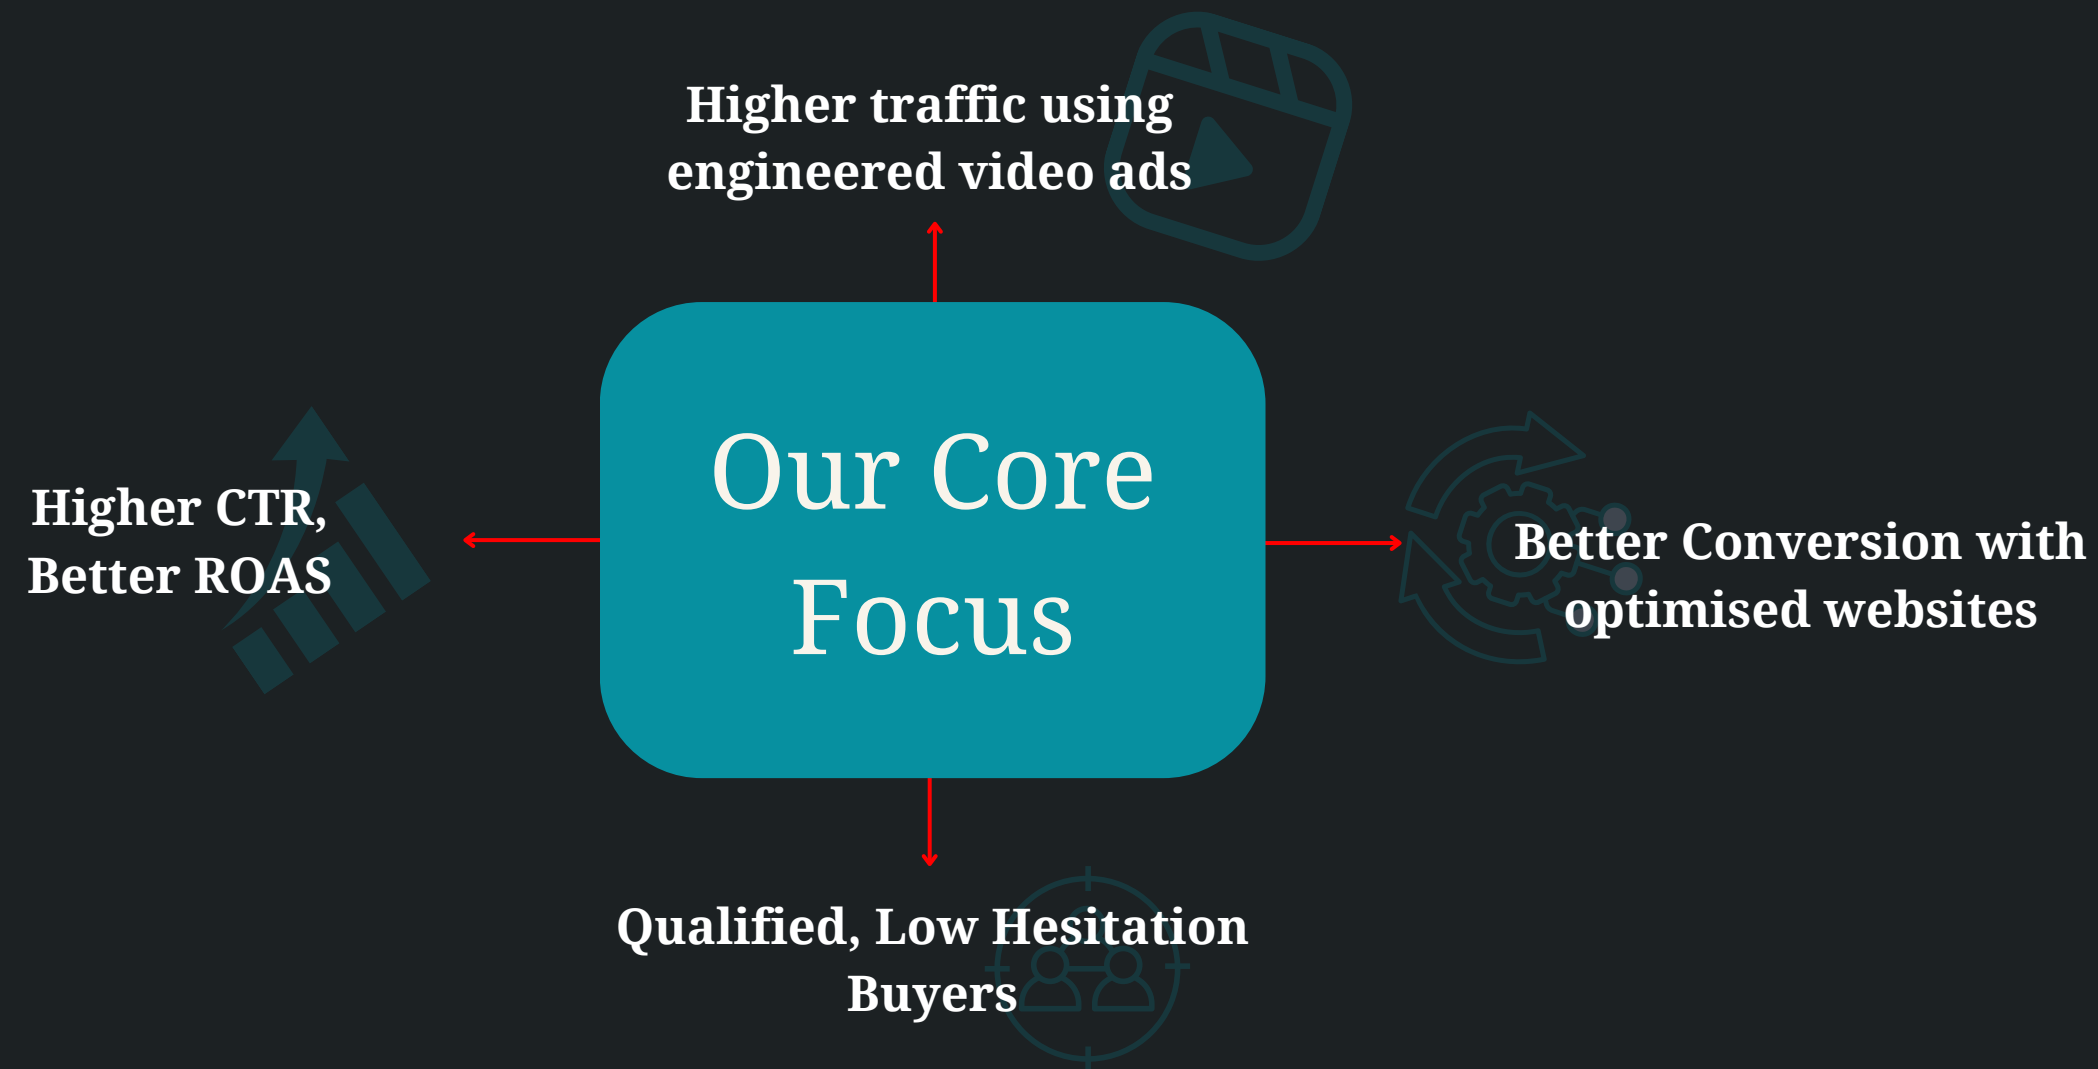 Higher traffic using
engineered video ads
Higher CTR,
Better ROAS
Our Core
Focus
Better Conversion with
optimised websites
Qualified, Low Hesitation
Buyers